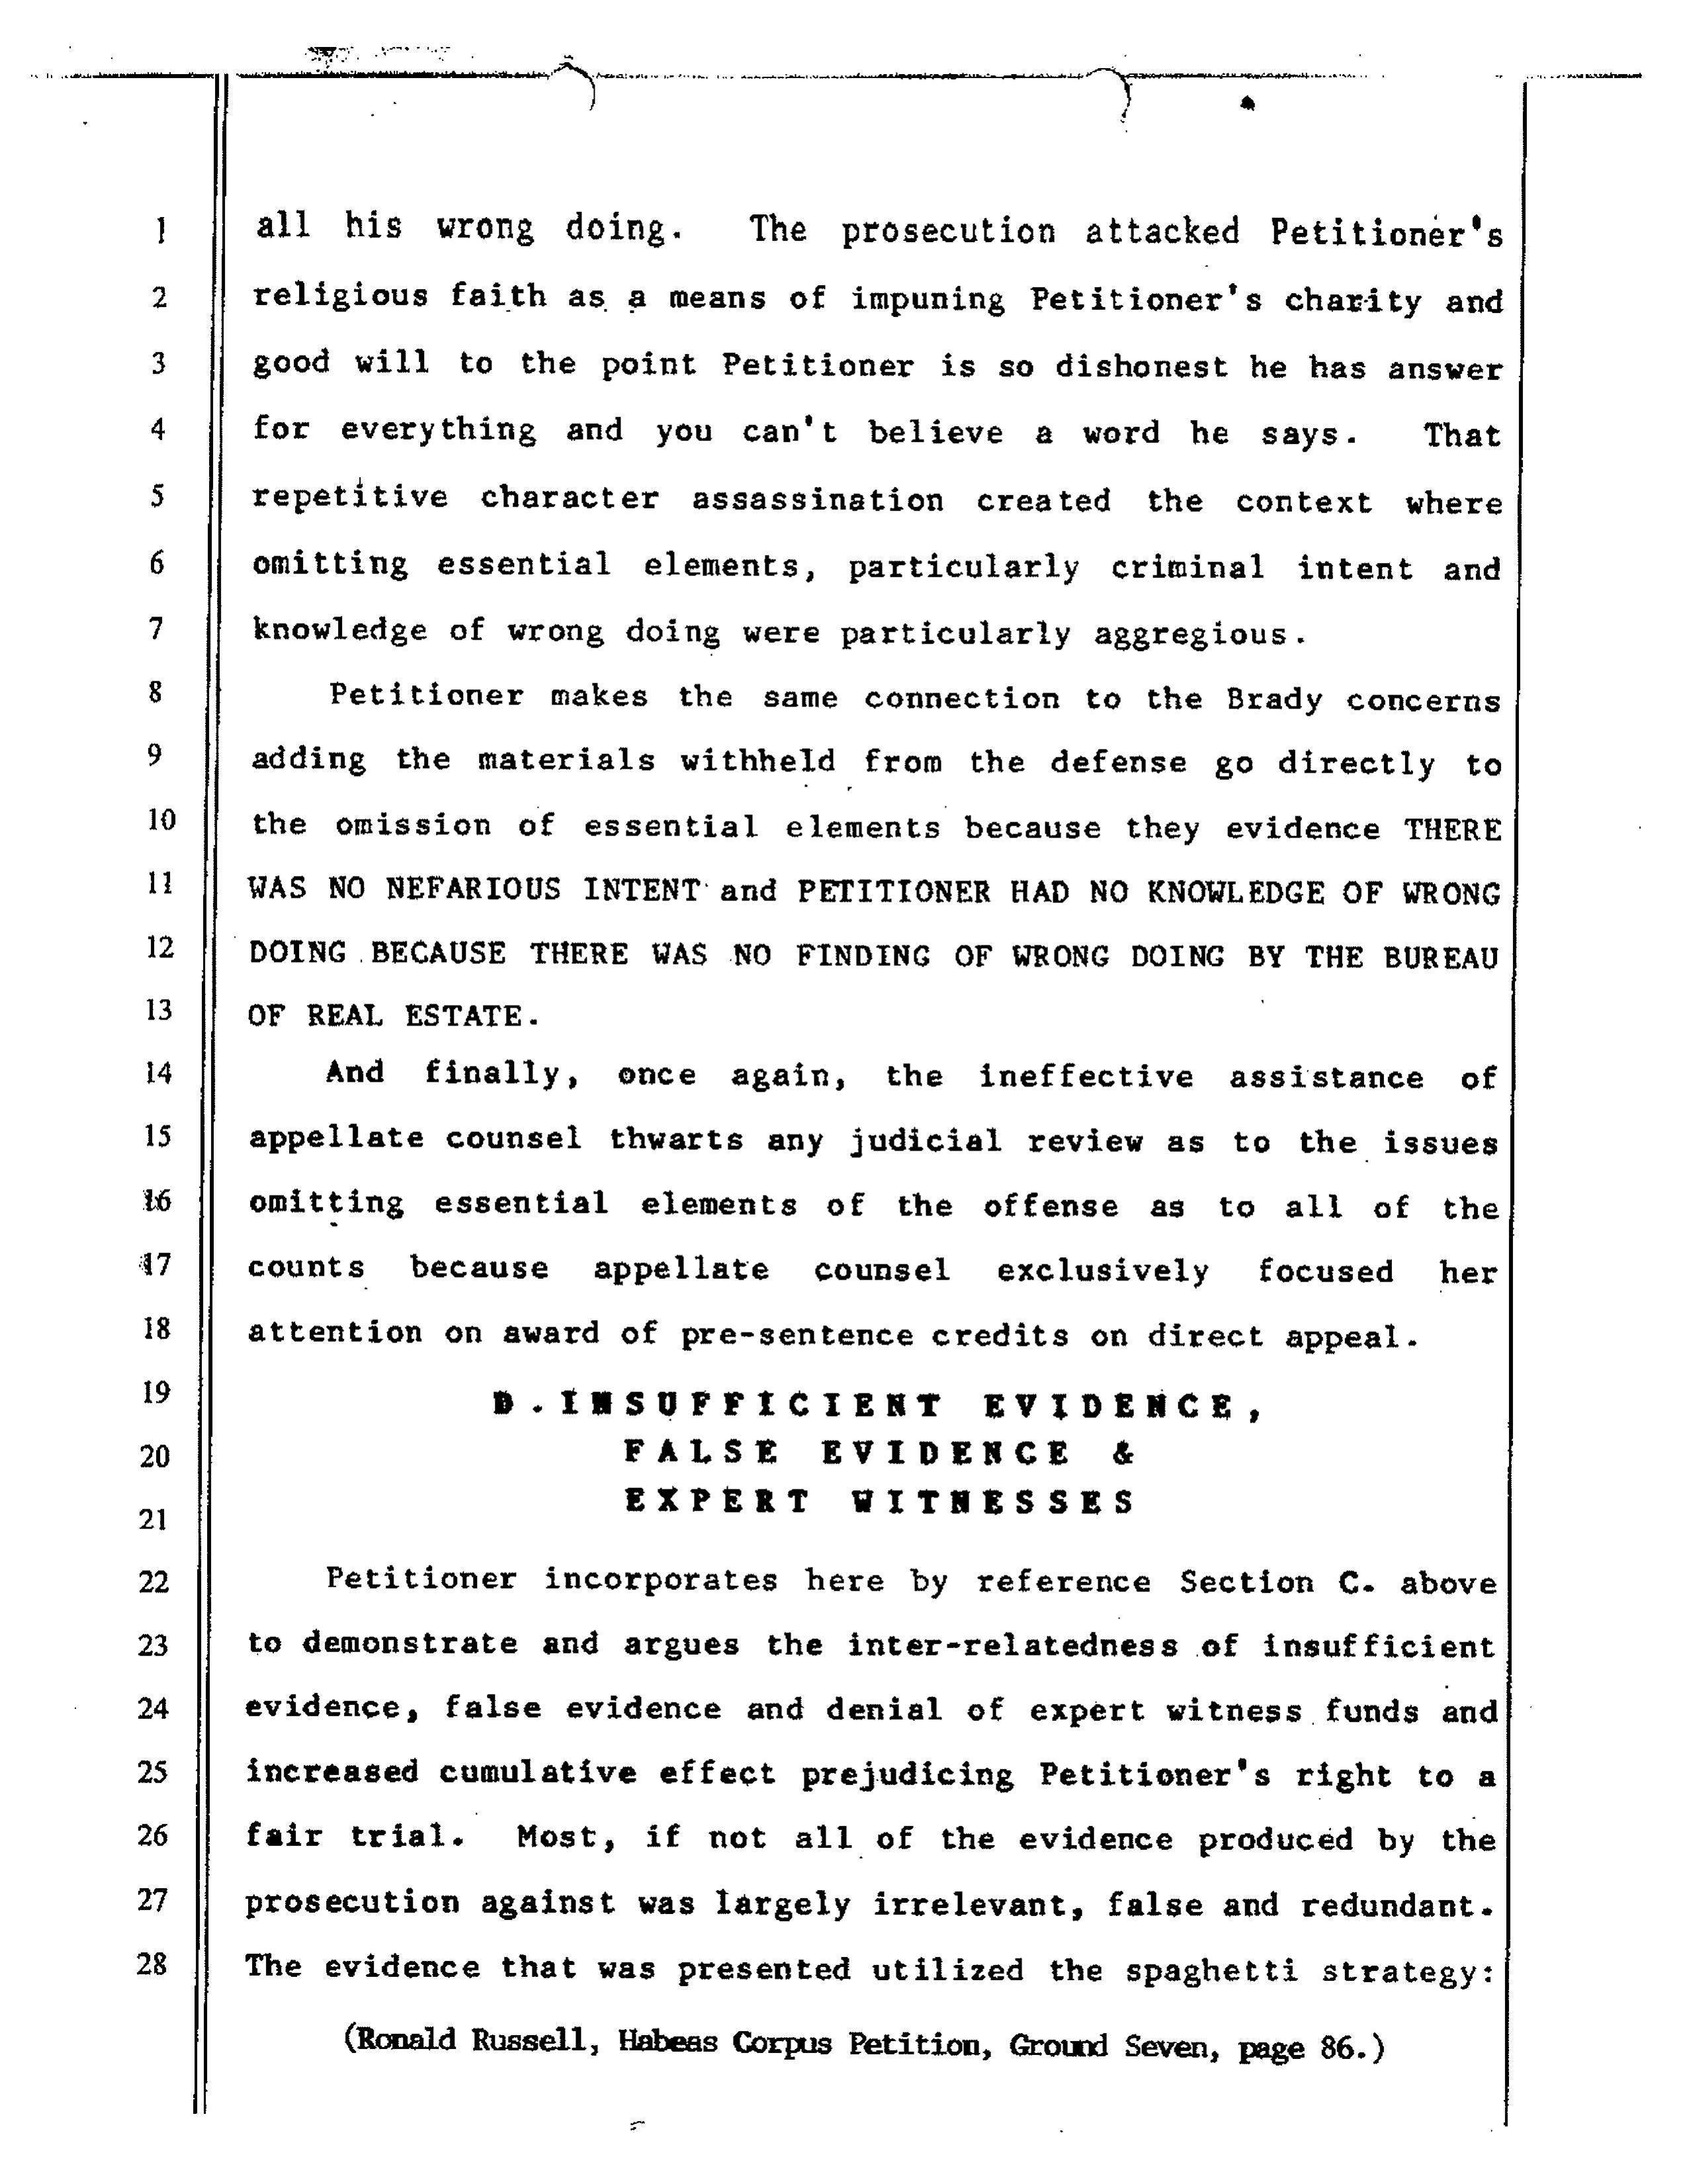 1 all his wrong doing. The prosecution attacked Petitioner's
2 religious faith as a means of impuning Petitioner's charity and
3 good will to the point Petitioner is so dishonest he has answer
4 for everything and you can't believe a word he says. That
5 repetitive character assassination created the context where
6 omitting essential elements, particularly criminal intent and
7 knowledge of wrong doing were particularly aggregious.
8 Petitioner makes the same connection to the Brady concerns
9 adding the materials withheld from the defense go directly to
10 the omission of essential elements because they evidence THERE
11 WAS NO NEFARIOUS INTENT and PETITIONER HAD NO KNOWLEDGE OF WRONG
12 DOING BECAUSE THERE WAS NO FINDING OF WRONG DOING BY THE BUREAU
13 OF REAL ESTATE.
14 And finally, once again, the ineffective assistance of
15 appellate counsel thwarts any judicial review as to the issues
16 omitting essential elements of the offense as to all of the
17 counts because appellate counsel exclusively focused her
18 attention on award of pre-sentence credits on direct appeal.
19 D. INSUFFICIENT EVIDENCE,
20 FALSE EVIDENCE &
21 EXPERT WITNESSES
22 Petitioner incorporates here by reference Section C. above
23 to demonstrate and argues the inter-relatedness of insufficient
24 evidence, false evidence and denial of expert witness funds and
25 increased cumulative effect prejudicing Petitioner's right to a
26 fair trial. Most, if not all of the evidence produced by the
27 prosecution against was largely irrelevant, false and redundant.
28 The evidence that was presented utilized the spaghetti strategy:
(Ronald Russell, Habeas Corpus Petition, Ground Seven, page 86.)